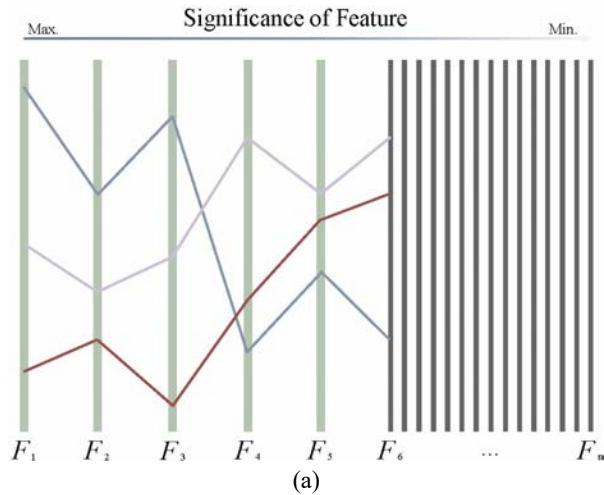 Significance of Feature
Max. Min.
F1 F2 F3 F4 F5 F6 ... Fm
(a)